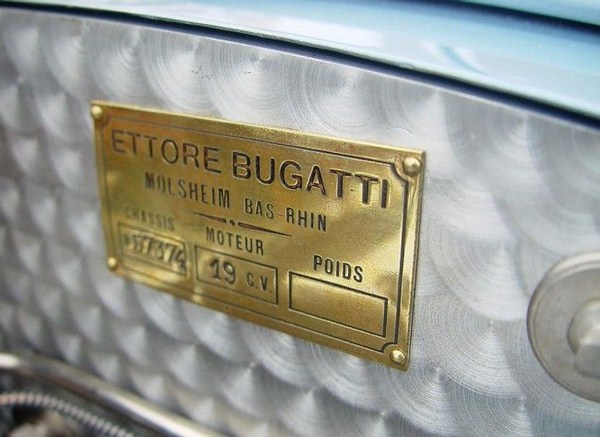 ETTORE BUGATTI
MOLSHEIM BAS-RHIN
CHASSIS MOTEUR POIDS
19 C.V